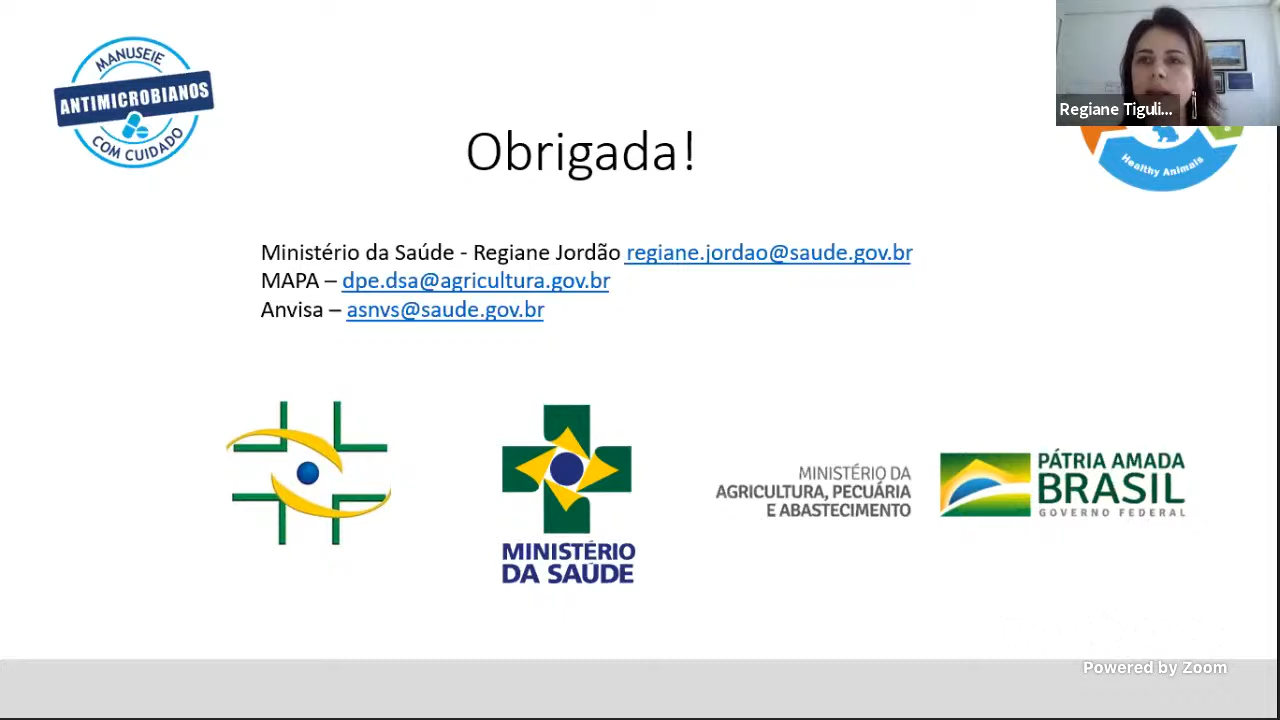 MANUSEIE
ANTIMICROBIANOS
COM CUIDADO
Regiane Tiguli...
Healthy Animals
Obrigada!
Ministério da Saúde - Regiane Jordão regiane.jordao@saude.gov.br
MAPA – dpe.dsa@agricultura.gov.br
Anvisa – asnvs@saude.gov.br
MINISTÉRIO
DA SAÚDE
MINISTÉRIO DA
AGRICULTURA, PECUÁRIA
E ABASTECIMENTO
PÁTRIA AMADA
BRASIL
GOVERNO FEDERAL
Powered by Zoom